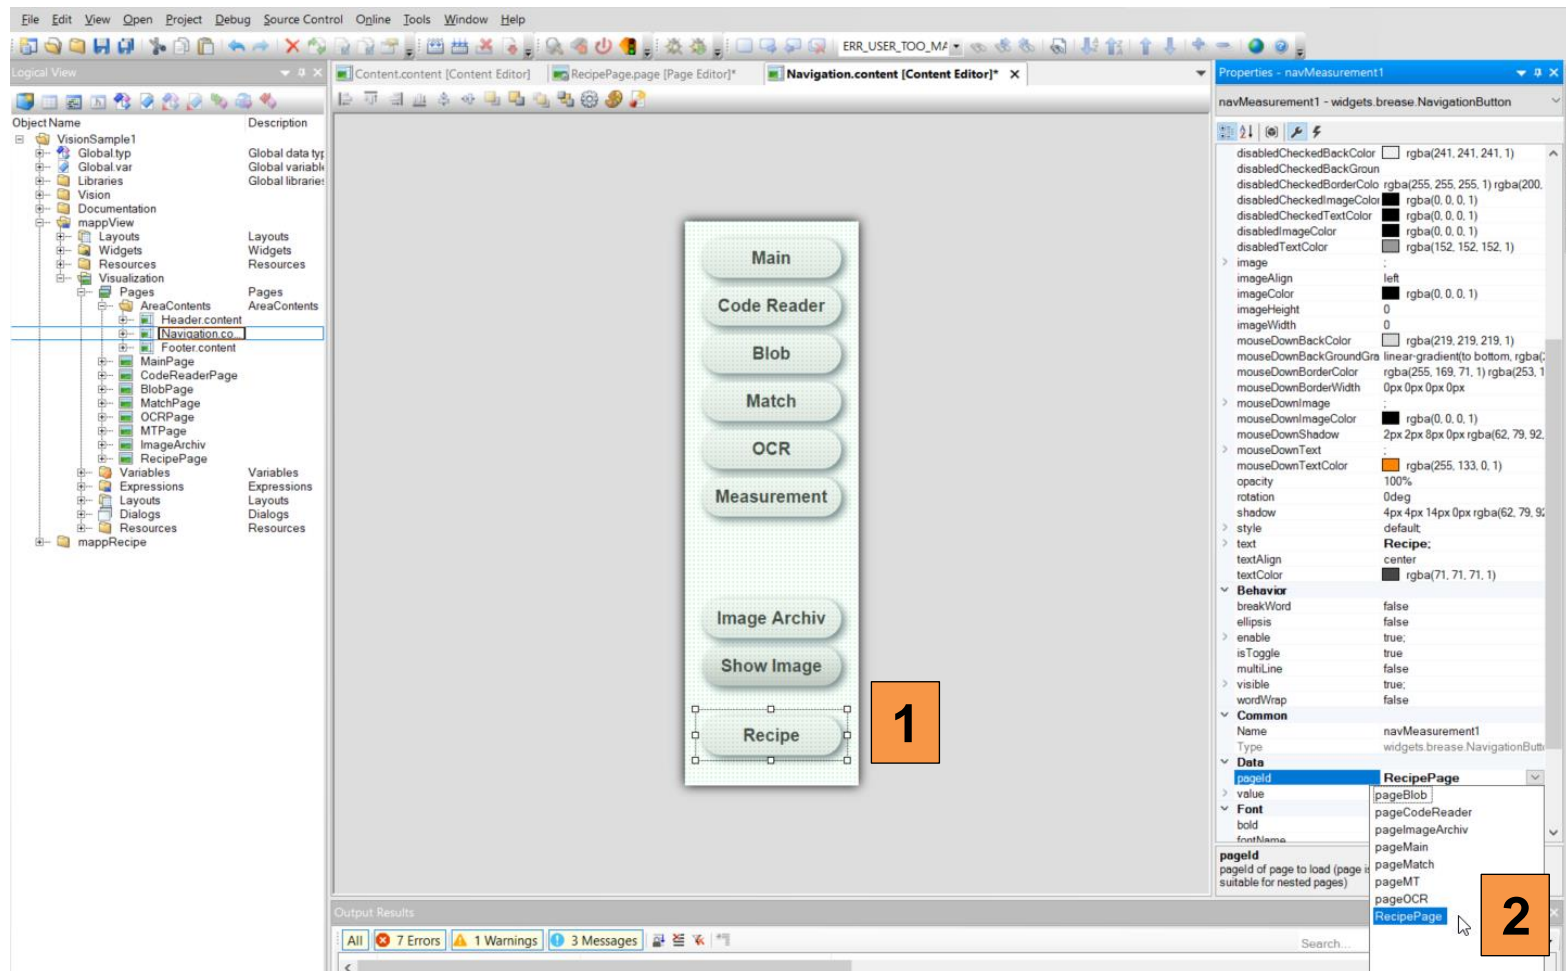 File Edit View Open Project Debug Source Control Online Tools Window Help
ERR_USER_TOO_MA
Logical View
Object Name Description
VisionSample1
Global.typ Global data typ
Global.var Global variable
Libraries Global libraries
Vision
Documentation
mappView
Layouts Layouts
Widgets Widgets
Resources Resources
Visualization
Pages Pages
AreaContents AreaContents
Header.content
Navigation.co...
Footer.content
MainPage
CodeReaderPage
BlobPage
MatchPage
OCRPage
MTPage
ImageArchiv
RecipePage
Variables Variables
Expressions Expressions
Layouts Layouts
Dialogs Dialogs
Resources Resources
mappRecipe
Content.content [Content Editor] RecipePage.page [Page Editor]* Navigation.content [Content Editor]* X
Main
Code Reader
Blob
Match
OCR
Measurement
Image Archiv
Show Image
Recipe
1
Properties - navMeasurement1
navMeasurement1 - widgets.brease.NavigationButton
disabledCheckedBackColor rgba(241, 241, 241, 1)
disabledCheckedBackGroun
disabledCheckedBorderColo rgba(255, 255, 255, 1) rgba(200,
disabledCheckedImageColor rgba(0, 0, 0, 1)
disabledCheckedTextColor rgba(0, 0, 0, 1)
disabledImageColor rgba(0, 0, 0, 1)
disabledTextColor rgba(152, 152, 152, 1)
image ;
imageAlign left
imageColor rgba(0, 0, 0, 1)
imageHeight 0
imageWidth 0
mouseDownBackColor rgba(219, 219, 219, 1)
mouseDownBackGroundGra linear-gradient(to bottom, rgba(2
mouseDownBorderColor rgba(255, 169, 71, 1) rgba(253, 1
mouseDownBorderWidth 0px 0px 0px 0px
mouseDownImage ;
mouseDownImageColor rgba(0, 0, 0, 1)
mouseDownShadow 2px 2px 8px 0px rgba(62, 79, 92,
mouseDownText ;
mouseDownTextColor rgba(255, 133, 0, 1)
opacity 100%
rotation 0deg
shadow 4px 4px 14px 0px rgba(62, 79, 92
style default;
text Recipe;
textAlign center
textColor rgba(71, 71, 71, 1)
Behavior
breakWord false
ellipsis false
enable true;
isToggle true
multiLine false
visible true;
wordWrap false
Common
Name navMeasurement1
Type widgets.brease.NavigationButto
Data
pageId RecipePage
value
Font
bold
fontName
pageBlob
pageCodeReader
pageImageArchiv
pageMain
pageMatch
pageMT
pageOCR
RecipePage
2
pageId
pageId of page to load (page is
suitable for nested pages)
Output Results
All 7 Errors 1 Warnings 3 Messages Search...